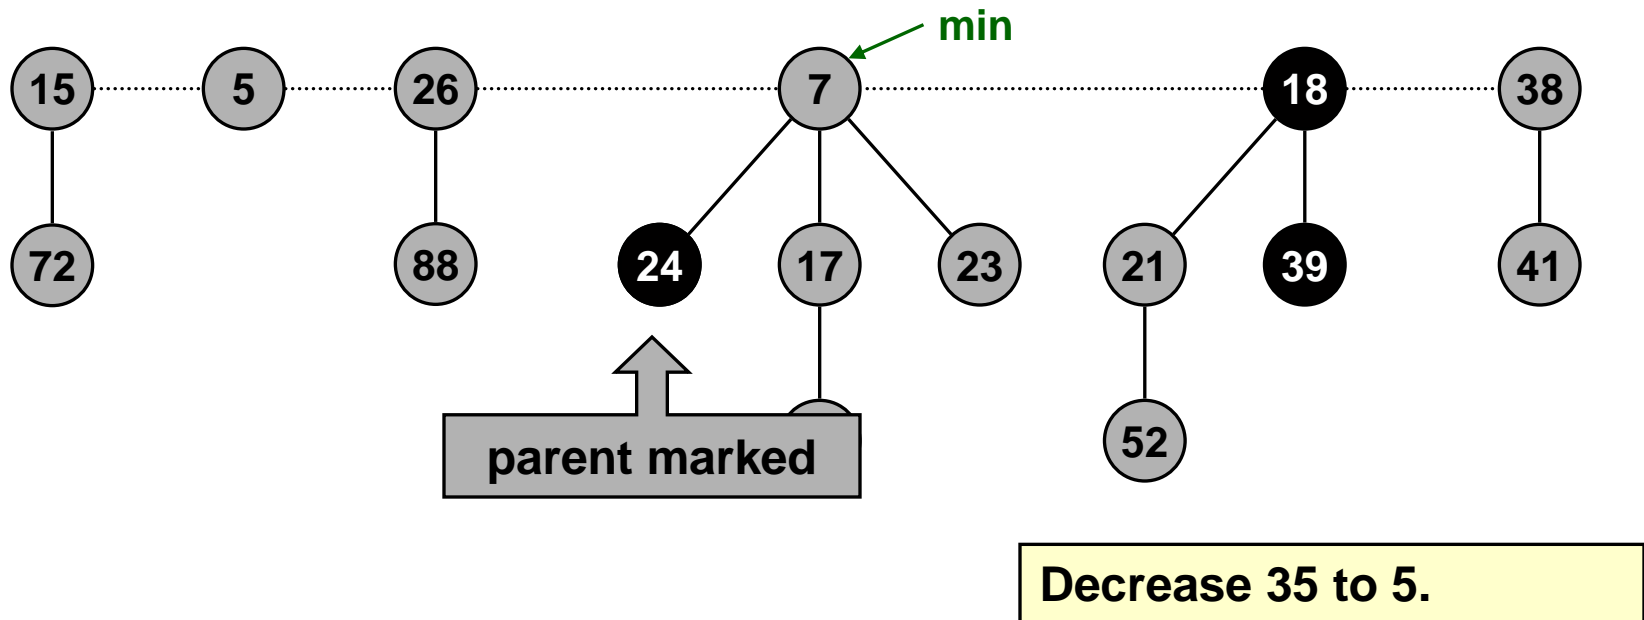 min
15 5 26 7 18 38
72 88 24 17 23 21 39 41
parent marked
52
Decrease 35 to 5.